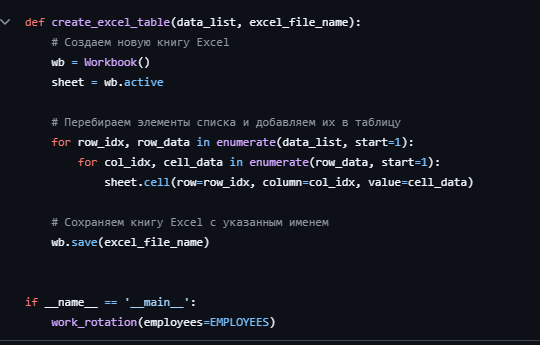 def create_excel_table(data_list, excel_file_name):
    # Создаем новую книгу Excel
    wb = Workbook()
    sheet = wb.active
    # Перебираем элементы списка и добавляем их в таблицу
    for row_idx, row_data in enumerate(data_list, start=1):
        for col_idx, cell_data in enumerate(row_data, start=1):
            sheet.cell(row=row_idx, column=col_idx, value=cell_data)
    # Сохраняем книгу Excel с указанным именем
    wb.save(excel_file_name)
if __name__ == '__main__':
    work_rotation(employees=EMPLOYEES)